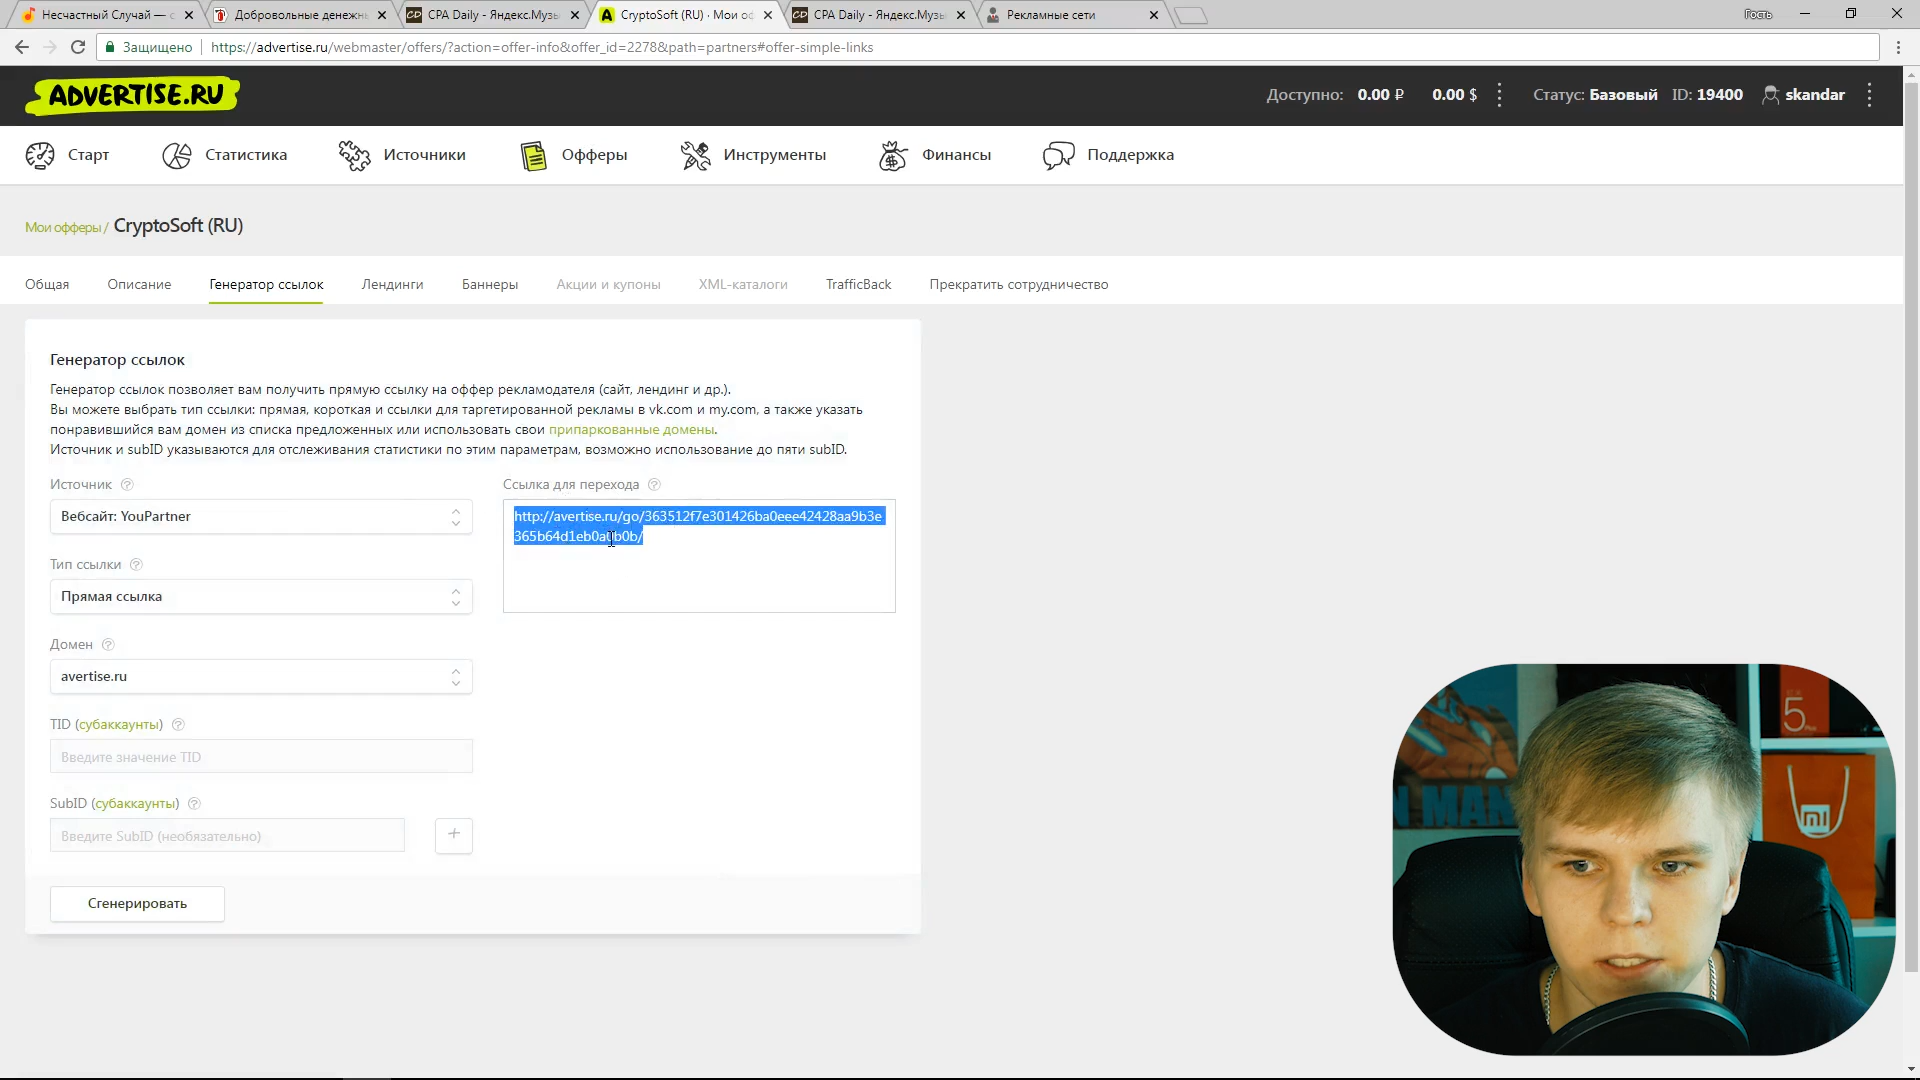 Несчастный Случай — с
Добровольные денежн
CPA Daily - Яндекс.Музы
CryptoSoft (RU) · Мои оф
CPA Daily - Яндекс.Музы
Рекламные сети
Гость
Защищено
https://advertise.ru/webmaster/offers/?action=offer-info&offer_id=2278&path=partners#offer-simple-links
ADVERTISE.RU
Доступно: 0.00 ₽ 0.00 $
Статус: Базовый ID: 19400 skandar
Старт
Статистика
Источники
Офферы
Инструменты
Финансы
Поддержка
Мои офферы / CryptoSoft (RU)
Общая
Описание
Генератор ссылок
Лендинги
Баннеры
Акции и купоны
XML-каталоги
TrafficBack
Прекратить сотрудничество
Генератор ссылок
Генератор ссылок позволяет вам получить прямую ссылку на оффер рекламодателя (сайт, лендинг и др.).
Вы можете выбрать тип ссылки: прямая, короткая и ссылки для таргетированной рекламы в vk.com и my.com, а также указать
понравившийся вам домен из списка предложенных или использовать свои припаркованные домены.
Источник и subID указываются для отслеживания статистики по этим параметрам, возможно использование до пяти subID.
Источник ?
Вебсайт: YouPartner
Ссылка для перехода ?
http://avertise.ru/go/363512f7e301426ba0eee42428aa9b3e
365b64d1eb0a0b0b/
Тип ссылки ?
Прямая ссылка
Домен ?
avertise.ru
TID (субаккаунты) ?
Введите значение TID
SubID (субаккаунты) ?
Введите SubID (необязательно)
+
Сгенерировать
5
mi
N MAN